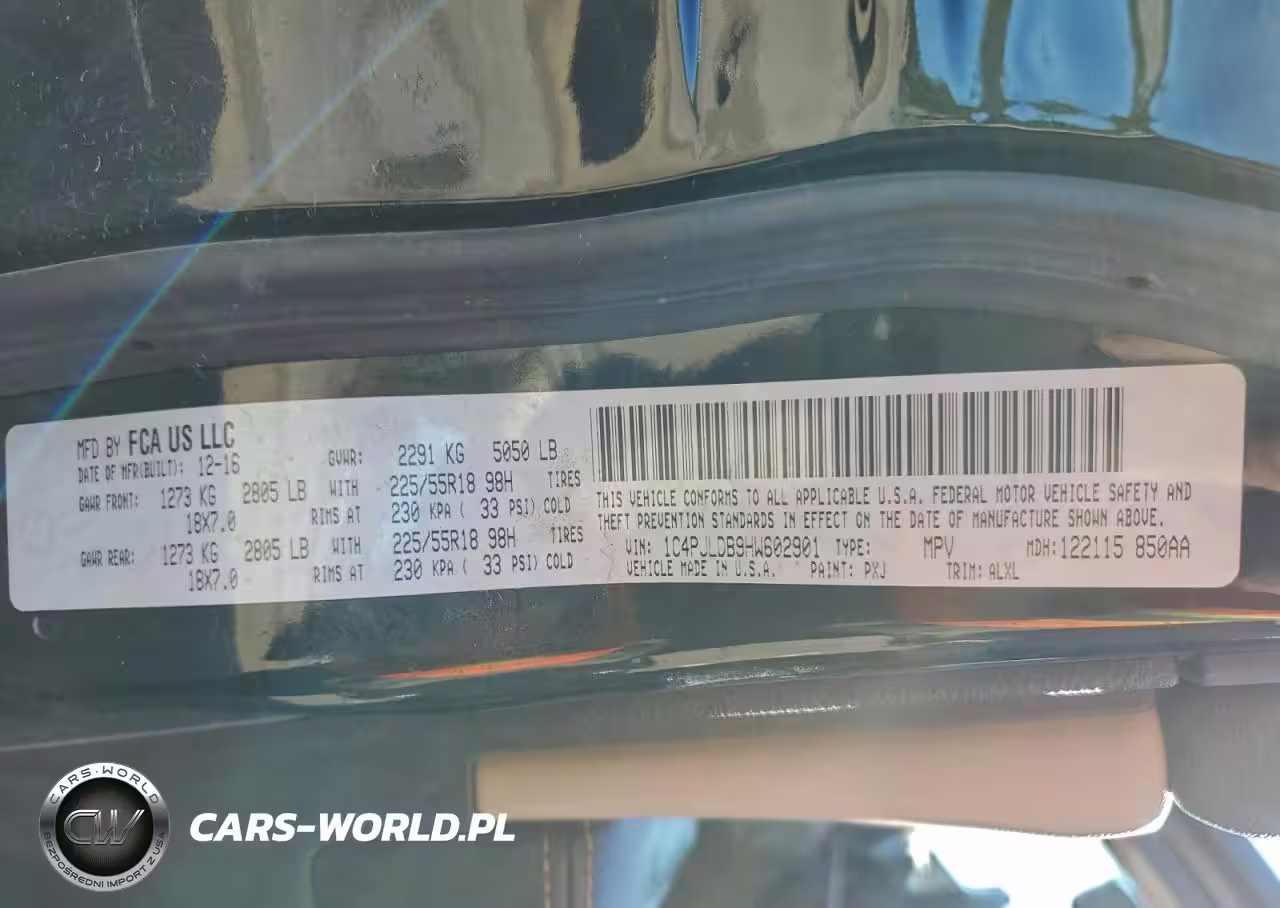 MFD BY FCA US LLC
DATE OF MFR(BUILT): 12-16 GVWR: 2291 KG 5050 LB
GAWR FRONT: 1273 KG 2805 LB WITH 225/55R18 98H TIRES
18X7.0 RIMS AT 230 KPA ( 33 PSI) COLD
GAWR REAR: 1273 KG 2805 LB WITH 225/55R18 98H TIRES
18X7.0 RIMS AT 230 KPA ( 33 PSI) COLD
THIS VEHICLE CONFORMS TO ALL APPLICABLE U.S.A. FEDERAL MOTOR VEHICLE SAFETY AND
THEFT PREVENTION STANDARDS IN EFFECT ON THE DATE OF MANUFACTURE SHOWN ABOVE.
VIN: 1C4PJLDB9HW602901 TYPE: MPV MDH: 122115 850AA
VEHICLE MADE IN U.S.A. PAINT: PXJ TRIM: ALXL
CARS-WORLD
CW
BEZPOŚREDNI IMPORT Z USA
CARS-WORLD.PL